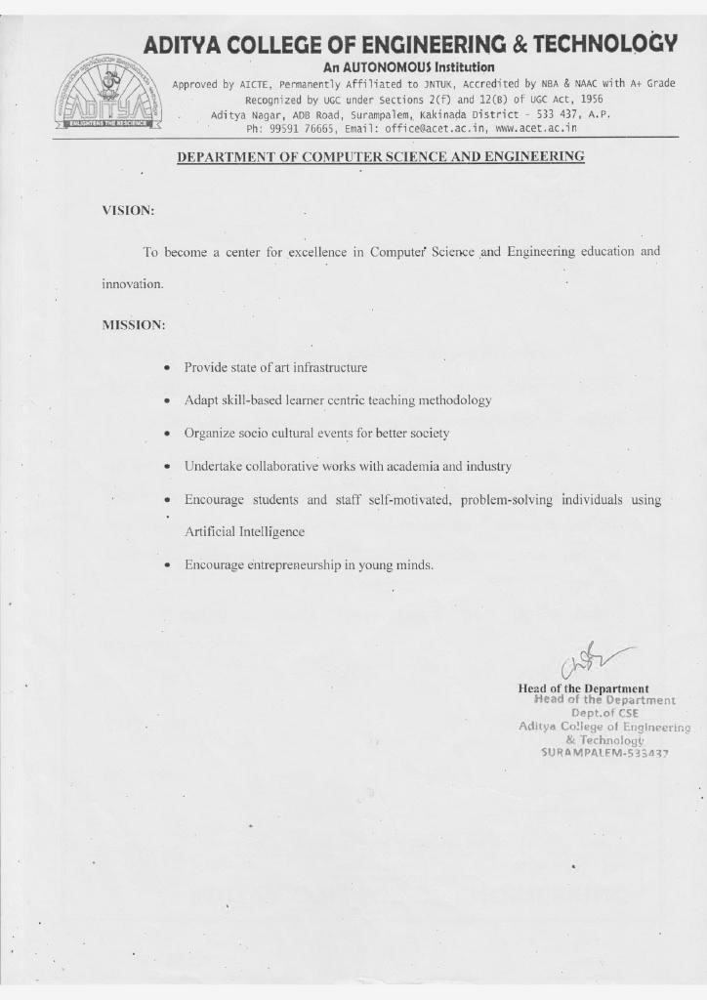 ADITYA COLLEGE OF ENGINEERING & TECHNOLOGY
An AUTONOMOUS Institution
Approved by AICTE, Permanently Affiliated to JNTUK, Accredited by NBA & NAAC with A+ Grade
Recognized by UGC under Sections 2(f) and 12(B) of UGC Act, 1956
Aditya Nagar, ADB Road, Surampalem, Kakinada District - 533 437, A.P.
Ph: 99591 76665, Email: office@acet.ac.in, www.acet.ac.in
ADITYA
ENLIGHTENS THE NESCIENCE
DEPARTMENT OF COMPUTER SCIENCE AND ENGINEERING
VISION:
To become a center for excellence in Computer Science and Engineering education and
innovation.
MISSION:
• Provide state of art infrastructure
• Adapt skill-based learner centric teaching methodology
• Organize socio cultural events for better society
• Undertake collaborative works with academia and industry
• Encourage students and staff self-motivated, problem-solving individuals using
Artificial Intelligence
• Encourage entrepreneurship in young minds.
Head of the Department
Head of the Department
Dept.of CSE
Aditya College of Engineering
& Technology
SURAMPALEM-533437